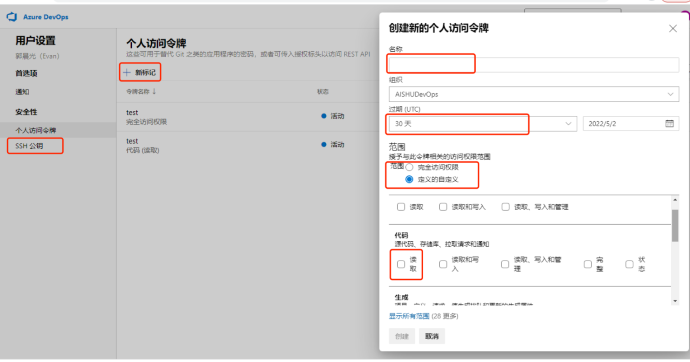 Azure DevOps
用户设置
郭晨光 (Evan)
首选项
通知
安全性
个人访问令牌
SSH 公钥
个人访问令牌
这些可用于替代 Git 之类的应用程序的密码，或者可传入授权标头以访问 REST API
+ 新标记
令牌名称 ↓
状态
test
完全访问权限
活动
test
代码 (读取)
活动
创建新的个人访问令牌
名称
组织
AISHUDevOps
过期 (UTC)
30 天
2022/5/2
范围
授予与此令牌相关的访问权限范围
范围 完全访问权限
定义的自定义
读取 读取和写入 读取、写入和管理
代码
源代码、存储库、拉取请求和通知
读取 读取和写入 读取、写入和管理 完整 状态
生成
显示所有范围 (28 更多)
创建 取消